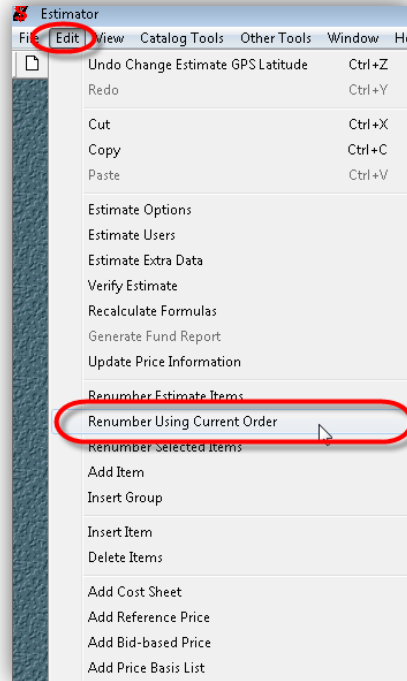 Estimator
File Edit View Catalog Tools Other Tools Window
Undo Change Estimate GPS Latitude Ctrl+Z
Redo Ctrl+Y
Cut Ctrl+X
Copy Ctrl+C
Paste Ctrl+V
Estimate Options
Estimate Users
Estimate Extra Data
Verify Estimate
Recalculate Formulas
Generate Fund Report
Update Price Information
Renumber Estimate Items
Renumber Using Current Order
Renumber Selected Items
Add Item
Insert Group
Insert Item
Delete Items
Add Cost Sheet
Add Reference Price
Add Bid-based Price
Add Price Basis List